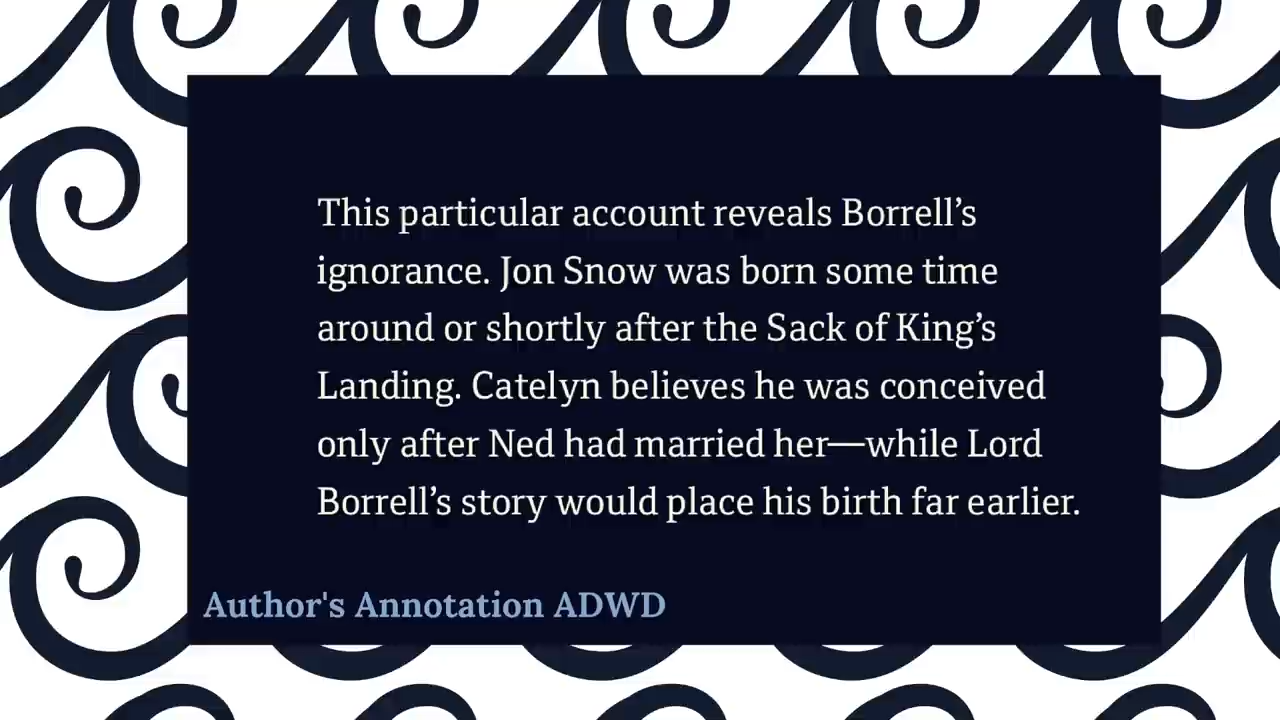 This particular account reveals Borrell’s
ignorance. Jon Snow was born some time
around or shortly after the Sack of King’s
Landing. Catelyn believes he was conceived
only after Ned had married her—while Lord
Borrell’s story would place his birth far earlier.
Author's Annotation ADWD